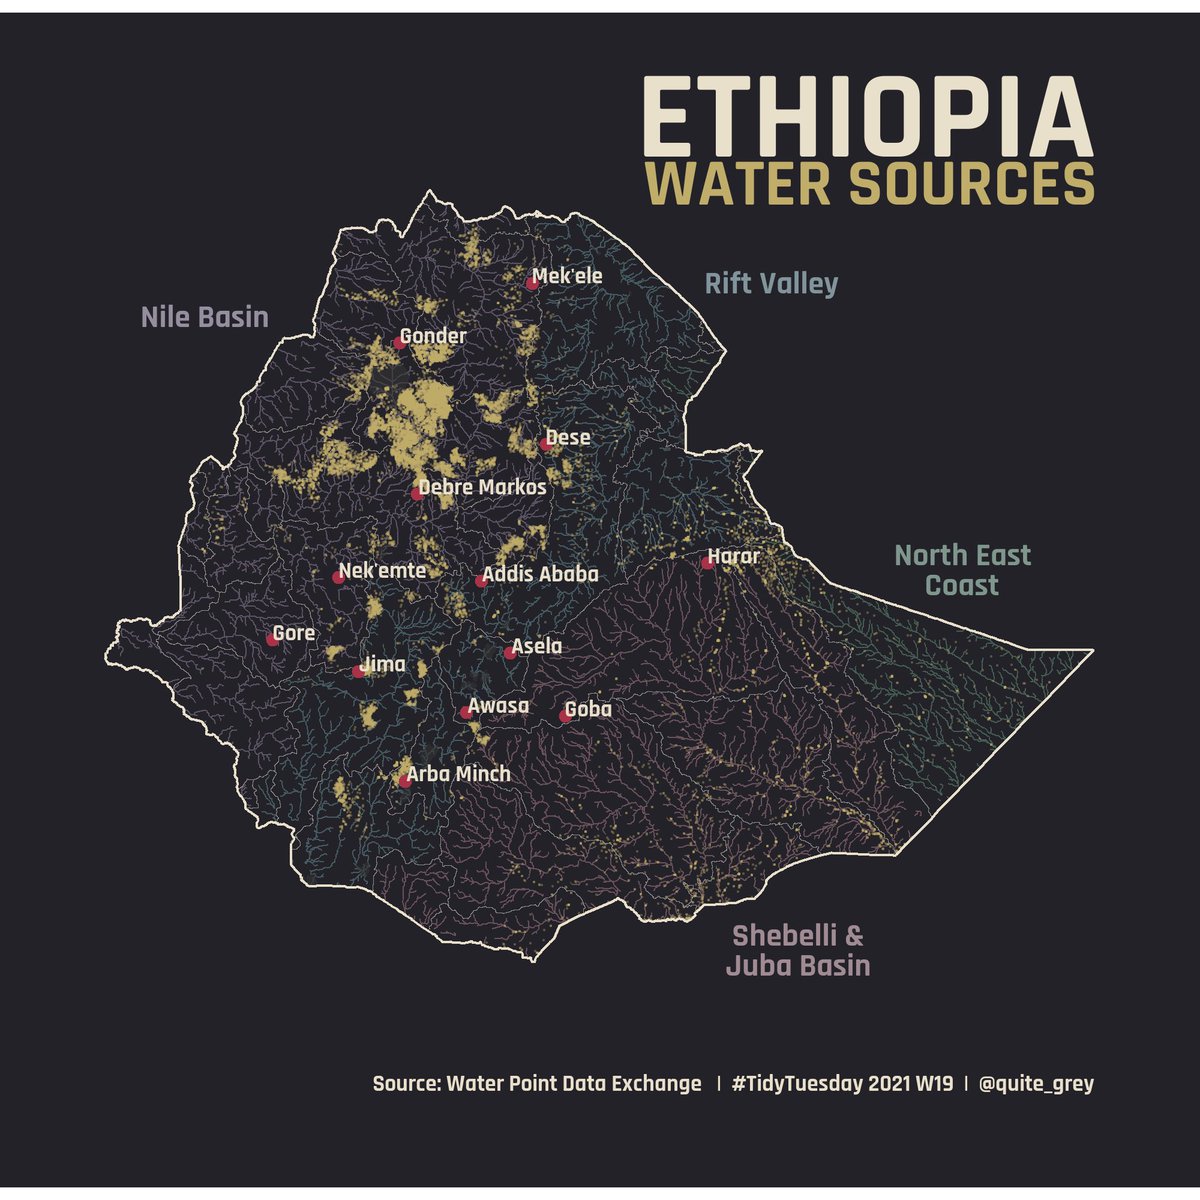 ETHIOPIA
WATER SOURCES
Mek'ele
Rift Valley
Nile Basin
Gonder
Dese
Debre Markos
Harar
North East
Coast
Nek'emte
Addis Ababa
Gore
Asela
Jima
Awasa
Goba
Arba Minch
Shebelli &
Juba Basin
Source: Water Point Data Exchange | #TidyTuesday 2021 W19 | @quite_grey